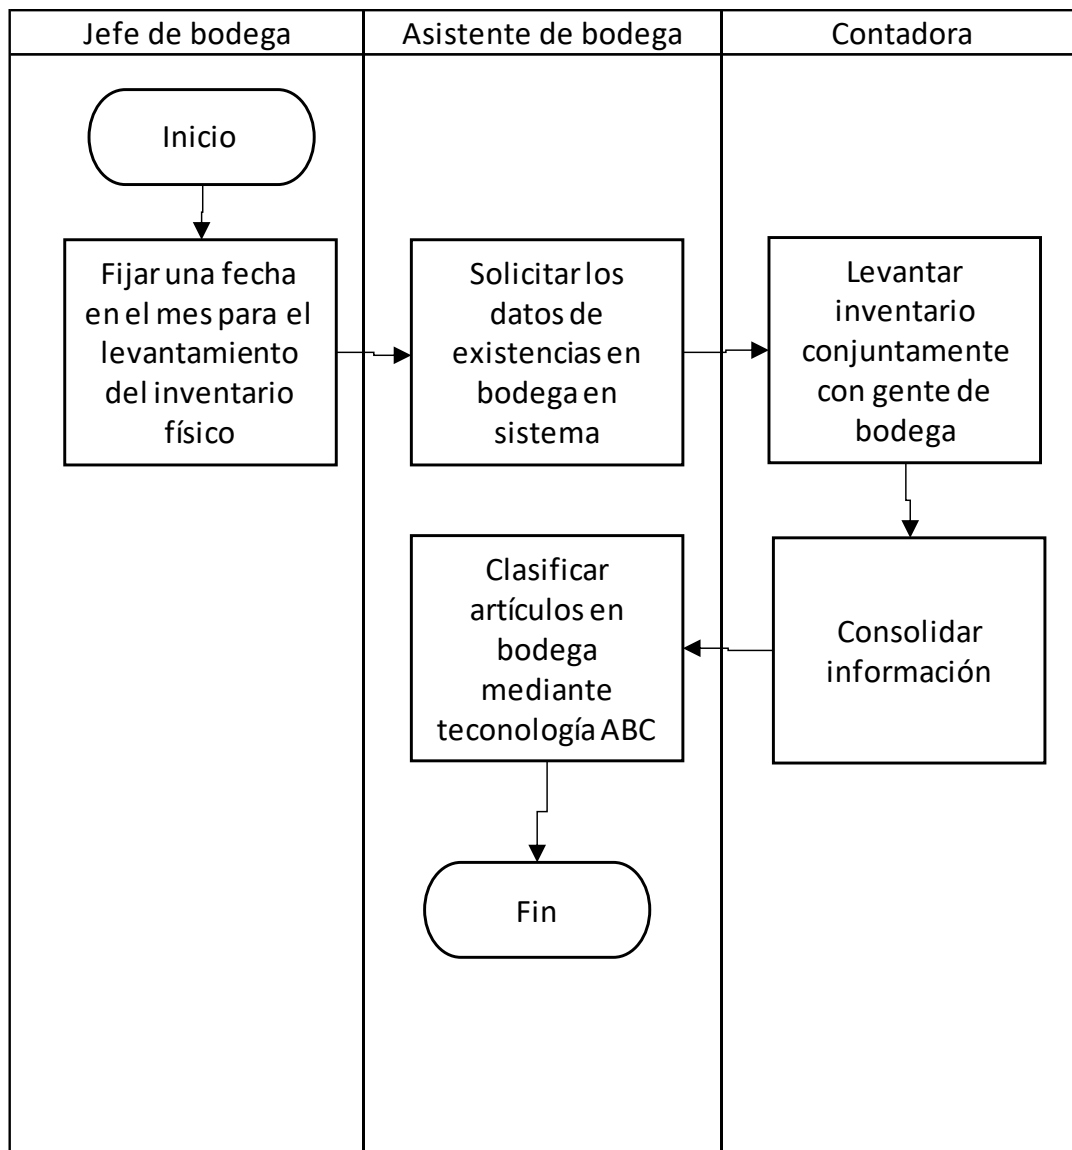 Jefe de bodega
Asistente de bodega
Contadora
Inicio
Fijar una fecha
en el mes para el
levantamiento
del inventario
físico
Solicitar los
datos de
existencias en
bodega en
sistema
Levantar
inventario
conjuntamente
con gente de
bodega
Clasificar
artículos en
bodega
mediante
teconología ABC
Consolidar
información
Fin